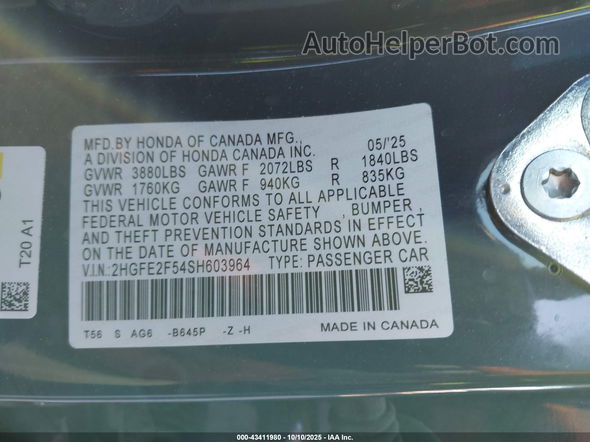 AutoHelperBot.com
MFD.BY HONDA OF CANADA MFG., 05/'25
A DIVISION OF HONDA CANADA INC.
GVWR 3880LBS GAWR F 2072LBS R 1840LBS
GVWR 1760KG GAWR F 940KG R 835KG
THIS VEHICLE CONFORMS TO ALL APPLICABLE
FEDERAL MOTOR VEHICLE SAFETY , BUMPER ,
AND THEFT PREVENTION STANDARDS IN EFFECT
ON THE DATE OF MANUFACTURE SHOWN ABOVE.
V.I.N.:2HGFE2F54SH603964 TYPE: PASSENGER CAR
T56 S AG6 -B645P -Z -H MADE IN CANADA
T20 A1
000-43411980 - 10/10/2025 - IAA Inc.